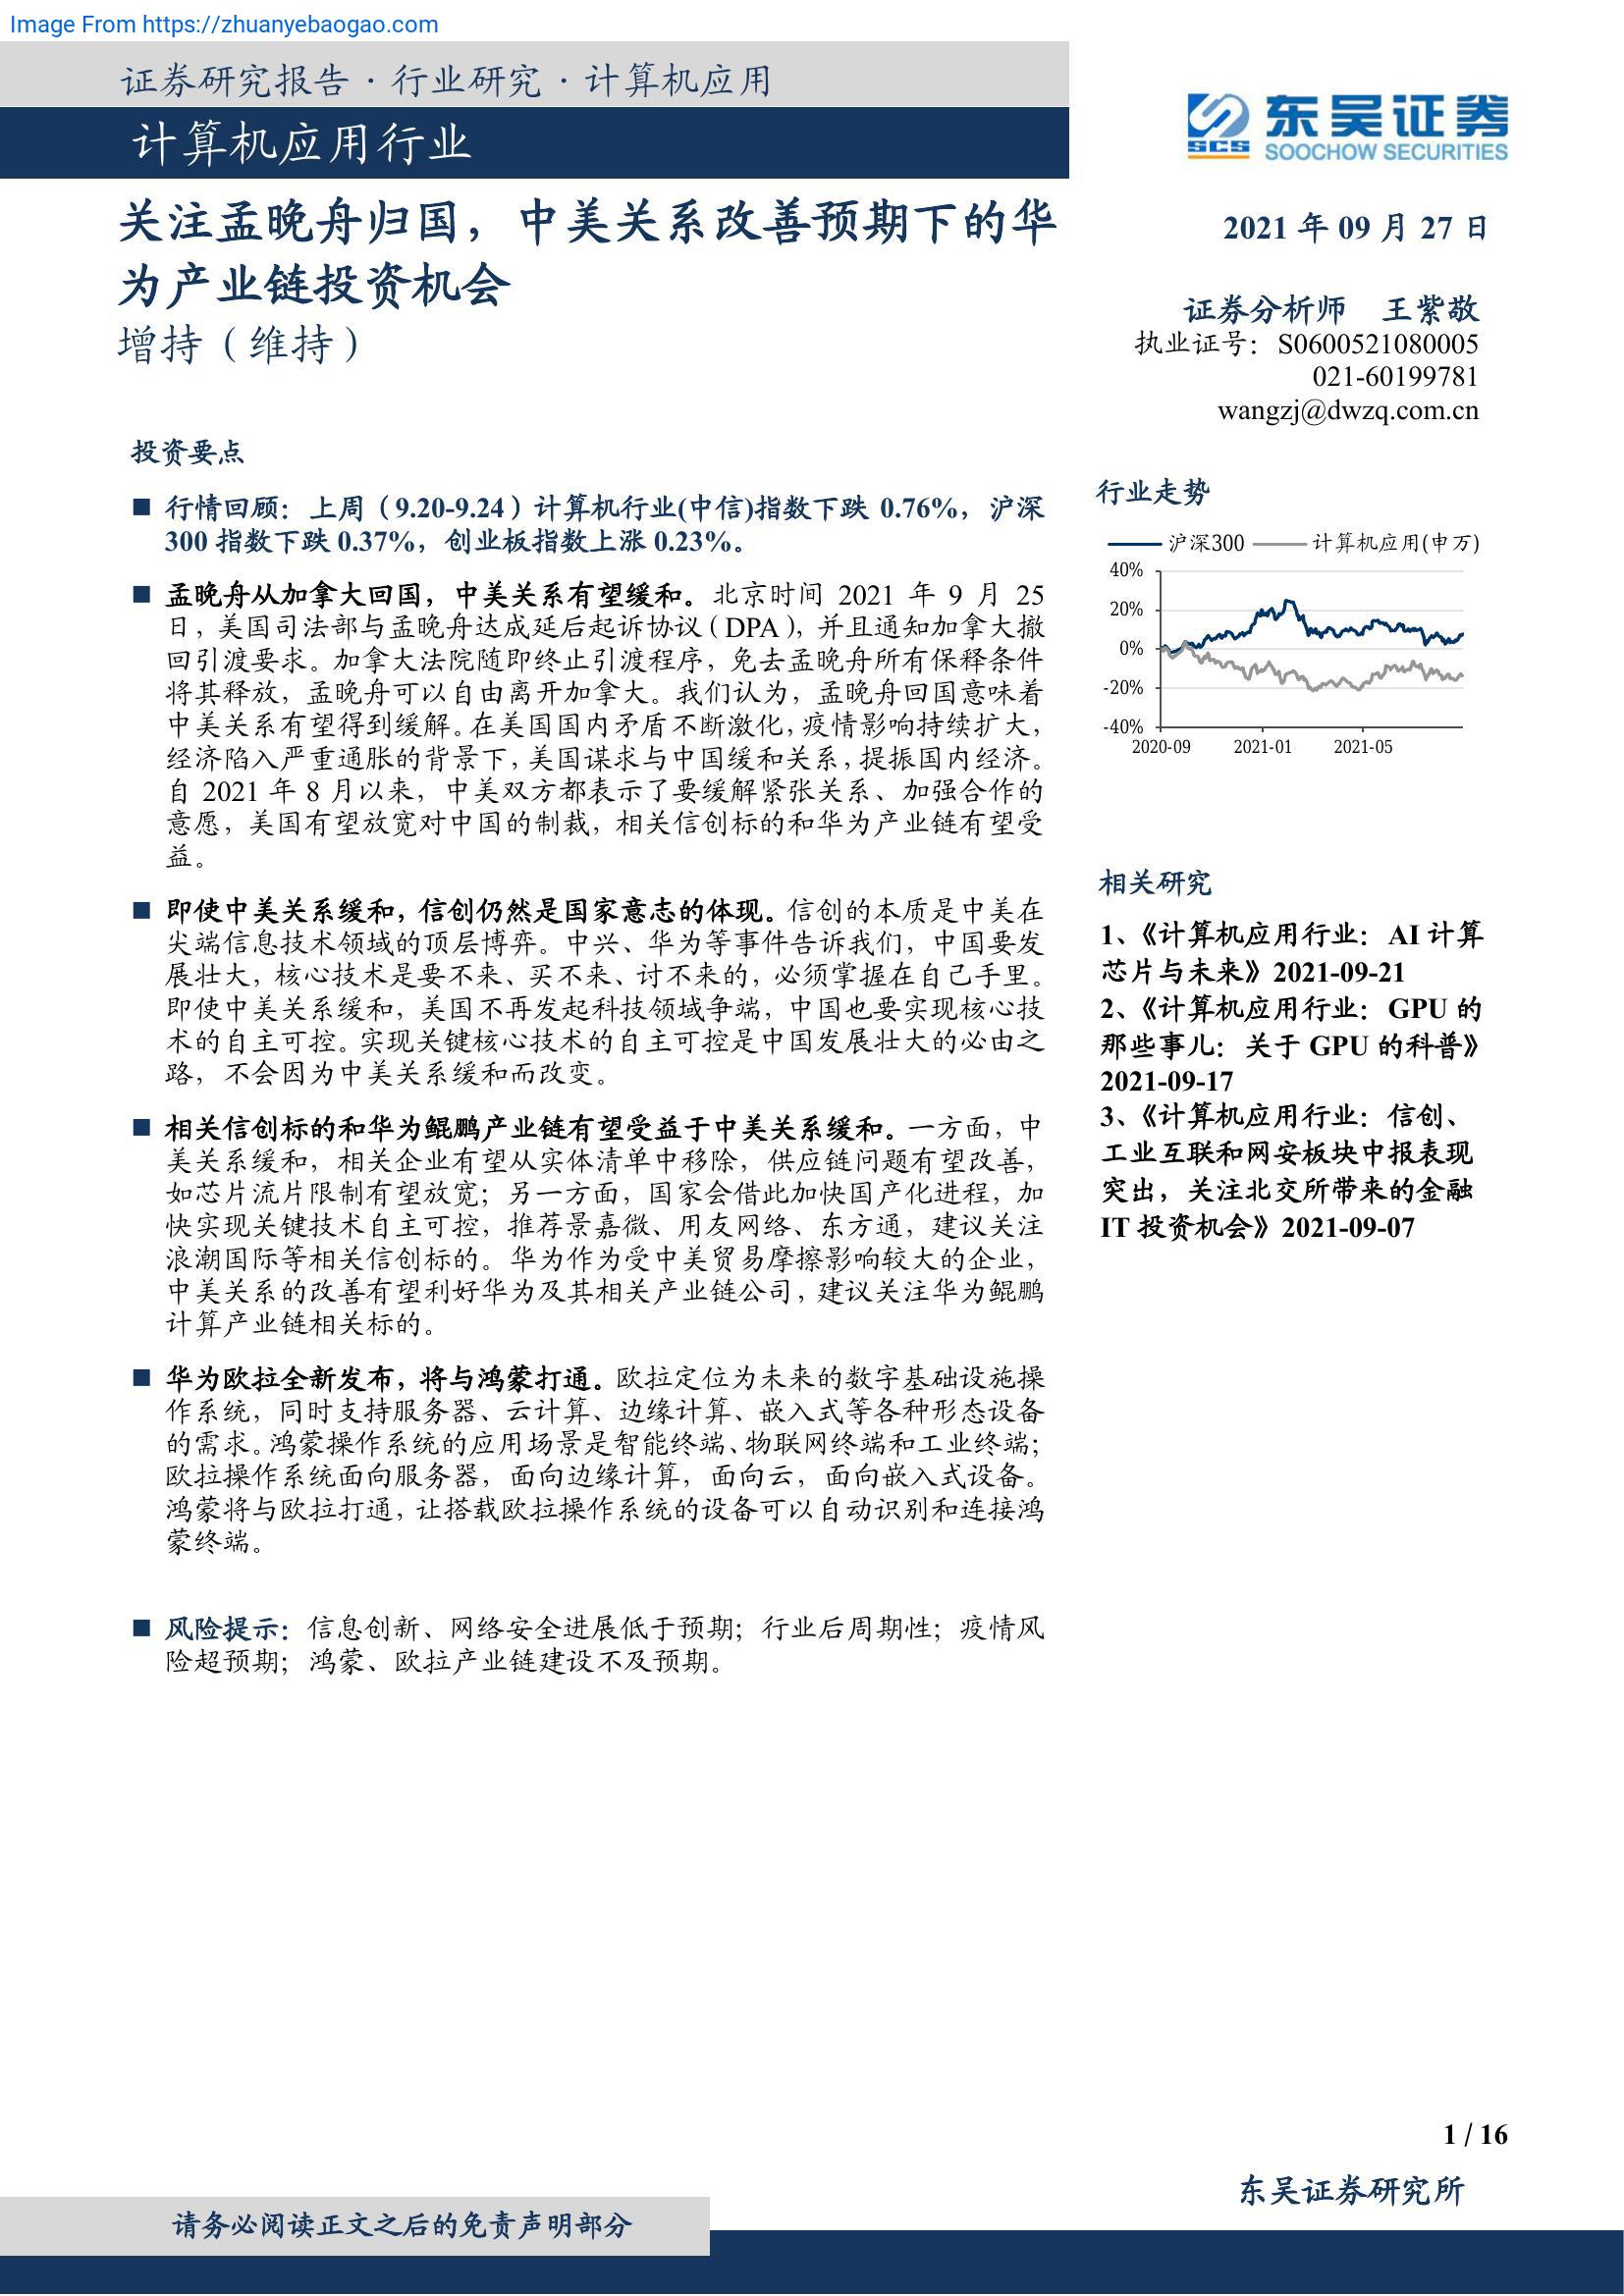 Image From https://zhuanyebaogao.com
证券研究报告·行业研究·计算机应用
计算机应用行业
SCS
东吴证券
SOOCHOW SECURITIES
关注孟晚舟归国，中美关系改善预期下的华
为产业链投资机会
增持（维持）
2021 年 09 月 27 日
证券分析师 王紫敬
执业证号：S0600521080005
021-60199781
wangzj@dwzq.com.cn
投资要点
■ 行情回顾：上周（9.20-9.24）计算机行业(中信)指数下跌 0.76%，沪深
300 指数下跌 0.37%，创业板指数上涨 0.23%。
■ 孟晚舟从加拿大回国，中美关系有望缓和。北京时间 2021 年 9 月 25
日，美国司法部与孟晚舟达成延后起诉协议（DPA），并且通知加拿大撤
回引渡要求。加拿大法院随即终止引渡程序，免去孟晚舟所有保释条件
将其释放，孟晚舟可以自由离开加拿大。我们认为，孟晚舟回国意味着
中美关系有望得到缓解。在美国国内矛盾不断激化，疫情影响持续扩大，
经济陷入严重通胀的背景下，美国谋求与中国缓和关系，提振国内经济。
自 2021 年 8 月以来，中美双方都表示了要缓解紧张关系、加强合作的
意愿，美国有望放宽对中国的制裁，相关信创标的和华为产业链有望受
益。
■ 即使中美关系缓和，信创仍然是国家意志的体现。信创的本质是中美在
尖端信息技术领域的顶层博弈。中兴、华为等事件告诉我们，中国要发
展壮大，核心技术是要不来、买不来、讨不来的，必须掌握在自己手里。
即使中美关系缓和，美国不再发起科技领域争端，中国也要实现核心技
术的自主可控。实现关键核心技术的自主可控是中国发展壮大的必由之
路，不会因为中美关系缓和而改变。
■ 相关信创标的和华为鲲鹏产业链有望受益于中美关系缓和。一方面，中
美关系缓和，相关企业有望从实体清单中移除，供应链问题有望改善，
如芯片流片限制有望放宽；另一方面，国家会借此加快国产化进程，加
快实现关键技术自主可控，推荐景嘉微、用友网络、东方通，建议关注
浪潮国际等相关信创标的。华为作为受中美贸易摩擦影响较大的企业，
中美关系的改善有望利好华为及其相关产业链公司，建议关注华为鲲鹏
计算产业链相关标的。
■ 华为欧拉全新发布，将与鸿蒙打通。欧拉定位为未来的数字基础设施操
作系统，同时支持服务器、云计算、边缘计算、嵌入式等各种形态设备
的需求。鸿蒙操作系统的应用场景是智能终端、物联网终端和工业终端；
欧拉操作系统面向服务器，面向边缘计算，面向云，面向嵌入式设备。
鸿蒙将与欧拉打通，让搭载欧拉操作系统的设备可以自动识别和连接鸿
蒙终端。
■ 风险提示：信息创新、网络安全进展低于预期；行业后周期性；疫情风
险超预期；鸿蒙、欧拉产业链建设不及预期。
行业走势
沪深300 计算机应用(申万)
40%
20%
0%
-20%
-40%
2020-09 2021-01 2021-05
相关研究
1、《计算机应用行业：AI 计算
芯片与未来》2021-09-21
2、《计算机应用行业：GPU 的
那些事儿：关于 GPU 的科普》
2021-09-17
3、《计算机应用行业：信创、
工业互联和网安板块中报表现
突出，关注北交所带来的金融
IT 投资机会》2021-09-07
1 / 16
东吴证券研究所
请务必阅读正文之后的免责声明部分